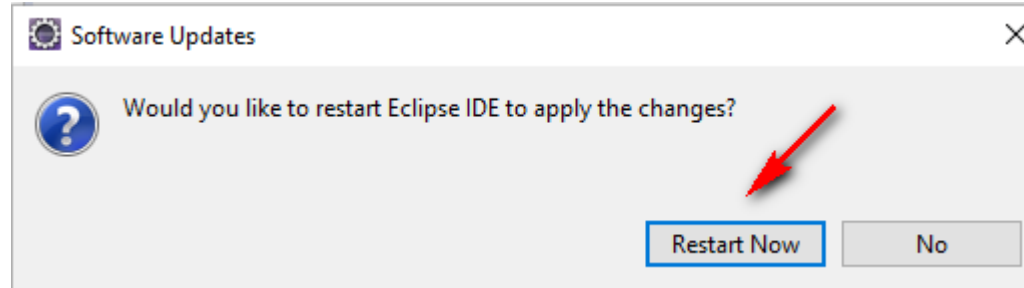 Software Updates
Would you like to restart Eclipse IDE to apply the changes?
Restart Now
No